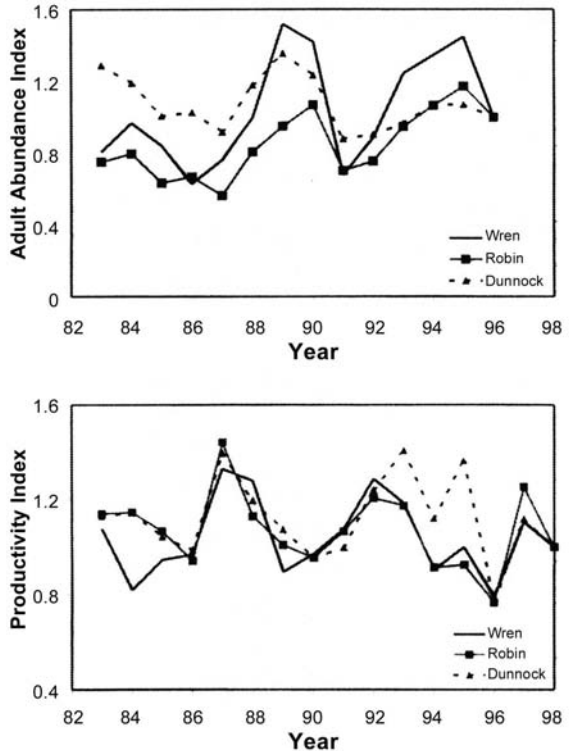 Adult Abundance Index
1.6
1.2
0.8
0.4
0
Wren
Robin
Dunnock
82 84 86 88 90 92 94 96 98
Year
Productivity Index
1.6
1.2
0.8
0.4
Wren
Robin
Dunnock
82 84 86 88 90 92 94 96 98
Year